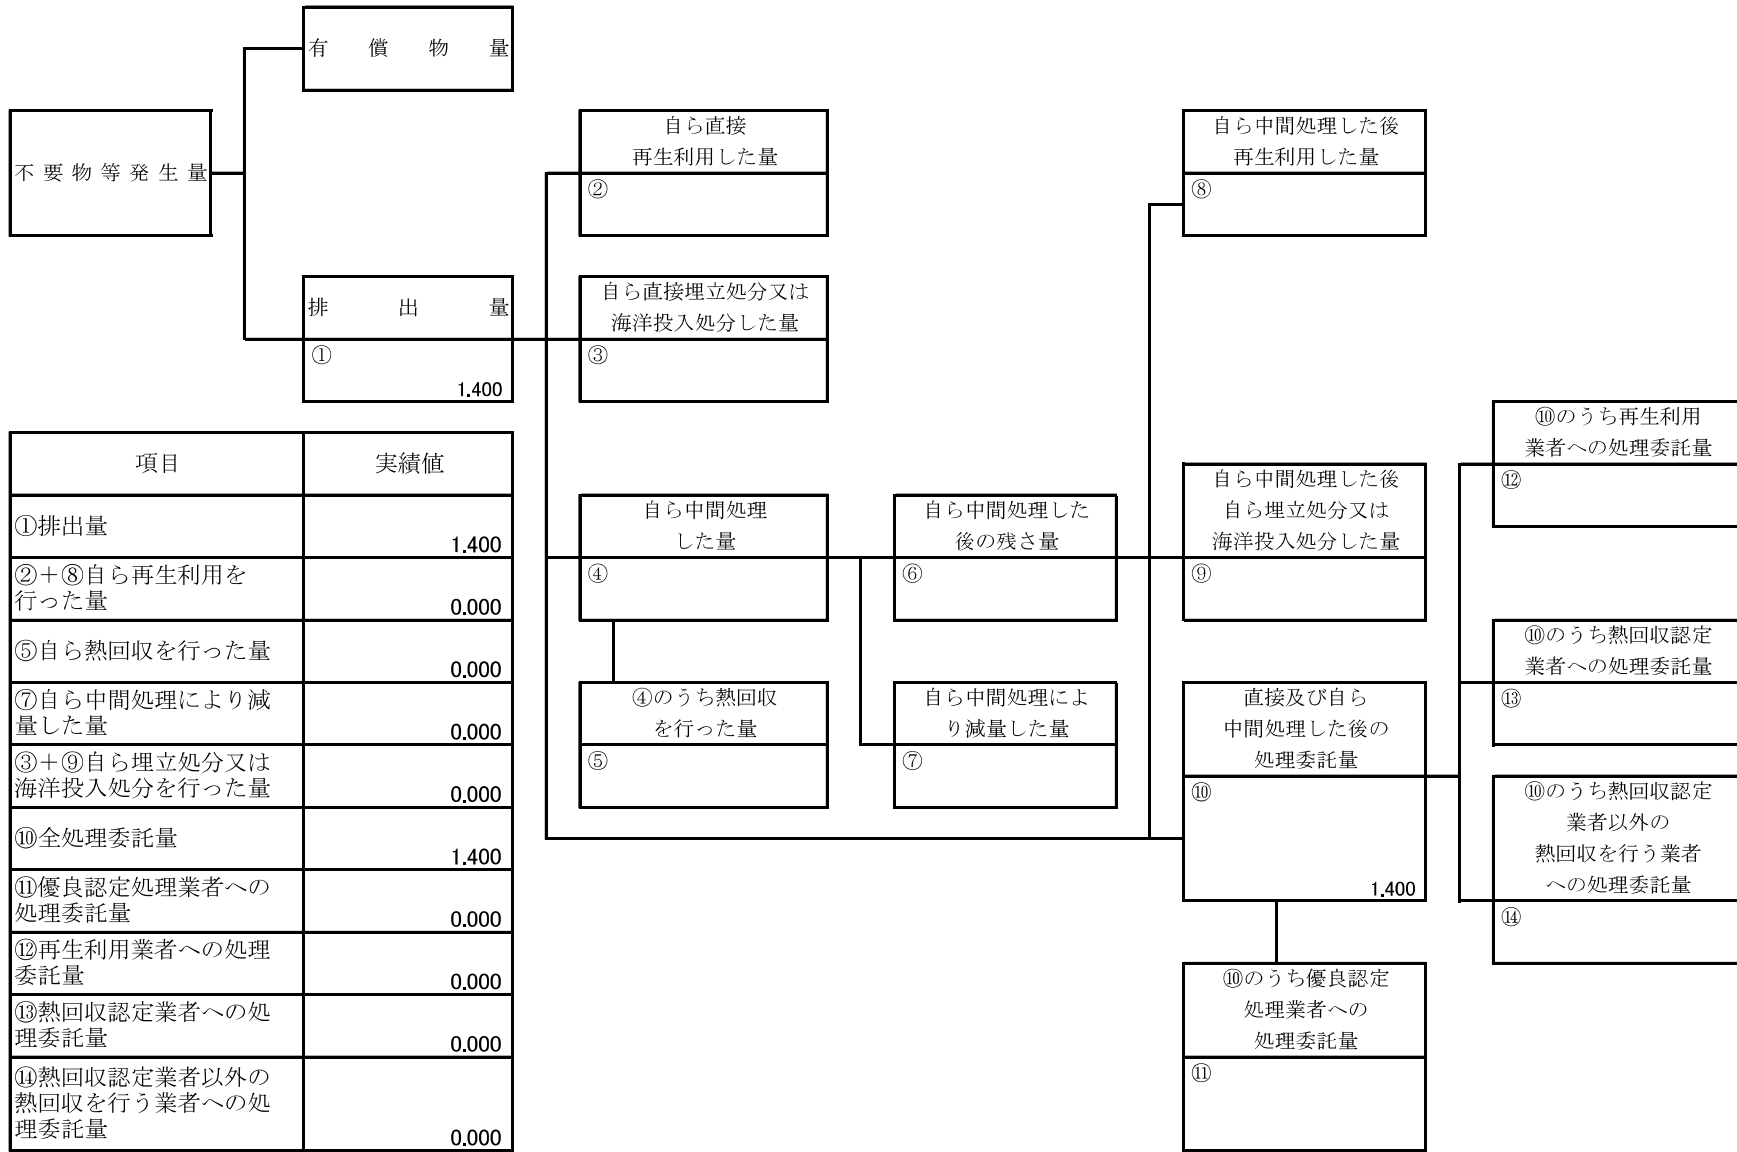 有償物量
不要物等発生量
排出量
①
1.400
自ら直接
再生利用した量
②
自ら直接埋立処分又は
海洋投入処分した量
③
自ら中間処理
した量
④
④のうち熱回収
を行った量
⑤
自ら中間処理した
後の残さ量
⑥
自ら中間処理によ
り減量した量
⑦
自ら中間処理した後
再生利用した量
⑧
自ら中間処理した後
自ら埋立処分又は
海洋投入処分した量
⑨
直接及び自ら
中間処理した後の
処理委託量
⑩
1.400
⑩のうち優良認定
処理業者への
処理委託量
⑪
⑩のうち再生利用
業者への処理委託量
⑫
⑩のうち熱回収認定
業者への処理委託量
⑬
⑩のうち熱回収認定
業者以外の
熱回収を行う業者
への処理委託量
⑭
項目 実績値
①排出量
1.400
②＋⑧自ら再生利用を
行った量
0.000
⑤自ら熱回収を行った量
0.000
⑦自ら中間処理により減
量した量
0.000
③＋⑨自ら埋立処分又は
海洋投入処分を行った量
0.000
⑩全処理委託量
1.400
⑪優良認定処理業者への
処理委託量
0.000
⑫再生利用業者への処理
委託量
0.000
⑬熱回収認定業者への処
理委託量
0.000
⑭熱回収認定業者以外の
熱回収を行う業者への処
理委託量
0.000